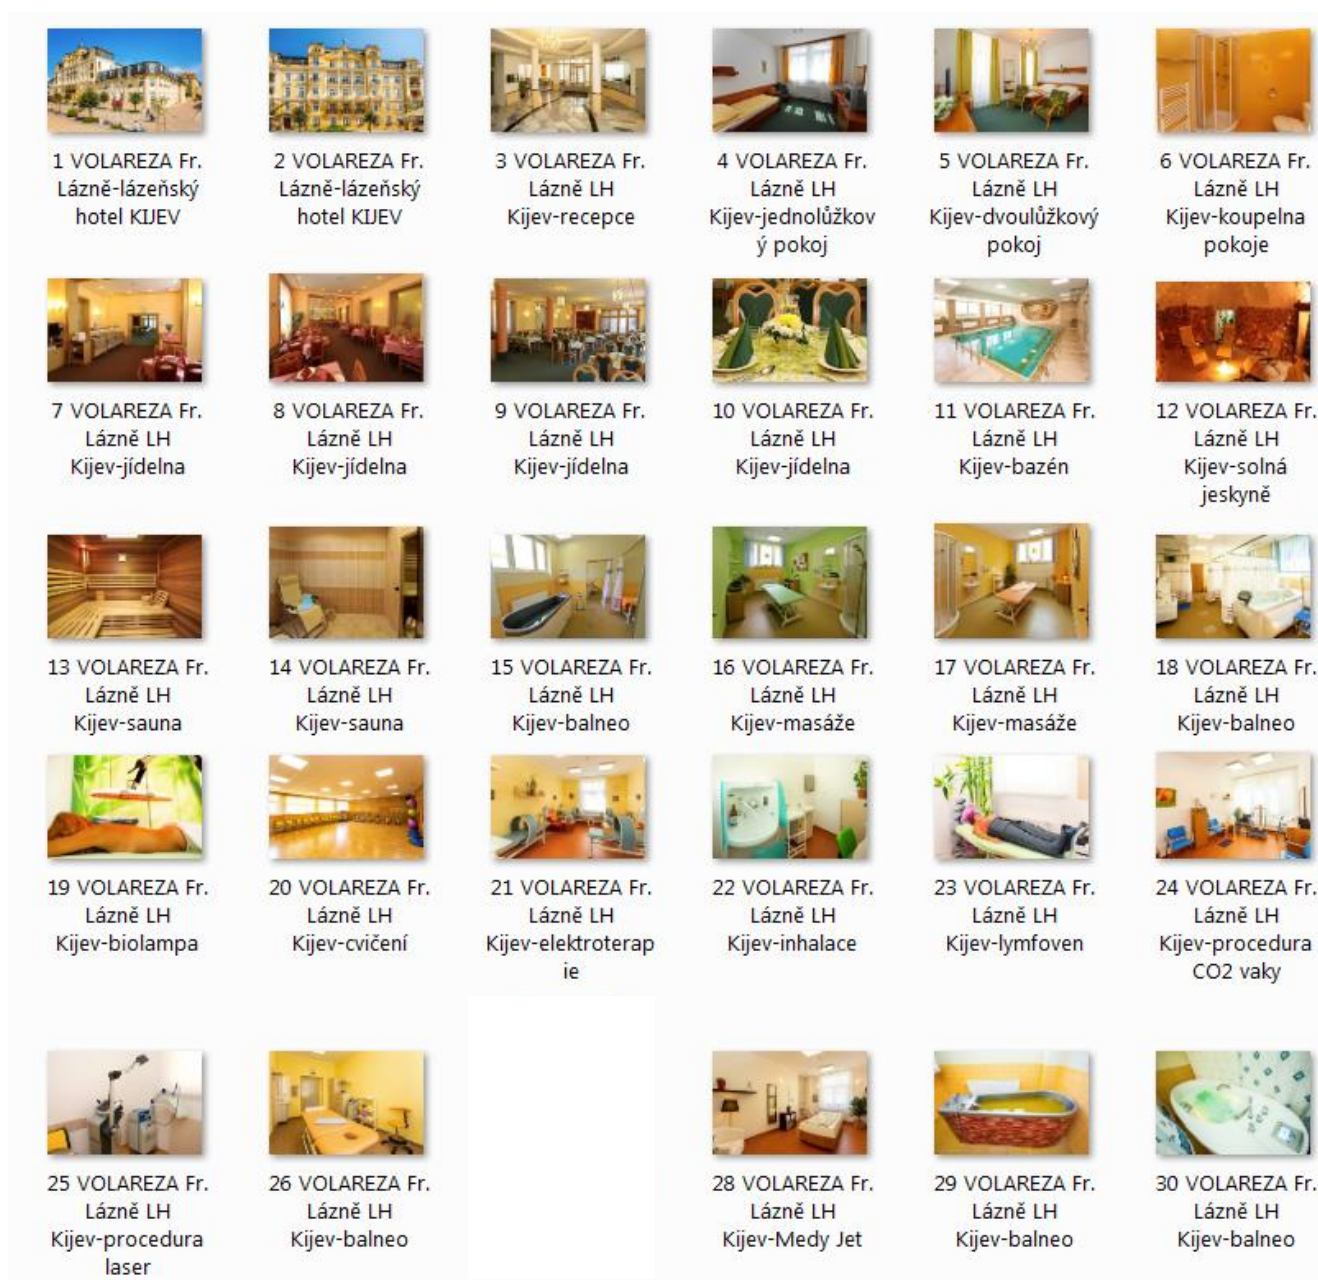 1 VOLAREZA Fr.
Lázně-lázeňský
hotel KIJEV
2 VOLAREZA Fr.
Lázně-lázeňský
hotel KIJEV
3 VOLAREZA Fr.
Lázně LH
Kijev-recepce
4 VOLAREZA Fr.
Lázně LH
Kijev-jednolůžkov
ý pokoj
5 VOLAREZA Fr.
Lázně LH
Kijev-dvoulůžkový
pokoj
6 VOLAREZA Fr.
Lázně LH
Kijev-koupelna
pokoje
7 VOLAREZA Fr.
Lázně LH
Kijev-jídelna
8 VOLAREZA Fr.
Lázně LH
Kijev-jídelna
9 VOLAREZA Fr.
Lázně LH
Kijev-jídelna
10 VOLAREZA Fr.
Lázně LH
Kijev-jídelna
11 VOLAREZA Fr.
Lázně LH
Kijev-bazén
12 VOLAREZA Fr.
Lázně LH
Kijev-solná
jeskyně
13 VOLAREZA Fr.
Lázně LH
Kijev-sauna
14 VOLAREZA Fr.
Lázně LH
Kijev-sauna
15 VOLAREZA Fr.
Lázně LH
Kijev-balneo
16 VOLAREZA Fr.
Lázně LH
Kijev-masáže
17 VOLAREZA Fr.
Lázně LH
Kijev-masáže
18 VOLAREZA Fr.
Lázně LH
Kijev-balneo
19 VOLAREZA Fr.
Lázně LH
Kijev-biolampa
20 VOLAREZA Fr.
Lázně LH
Kijev-cvičení
21 VOLAREZA Fr.
Lázně LH
Kijev-elektroterap
ie
22 VOLAREZA Fr.
Lázně LH
Kijev-inhalace
23 VOLAREZA Fr.
Lázně LH
Kijev-lymfoven
24 VOLAREZA Fr.
Lázně LH
Kijev-procedura
CO2 vaky
25 VOLAREZA Fr.
Lázně LH
Kijev-procedura
laser
26 VOLAREZA Fr.
Lázně LH
Kijev-balneo
28 VOLAREZA Fr.
Lázně LH
Kijev-Medy Jet
29 VOLAREZA Fr.
Lázně LH
Kijev-balneo
30 VOLAREZA Fr.
Lázně LH
Kijev-balneo